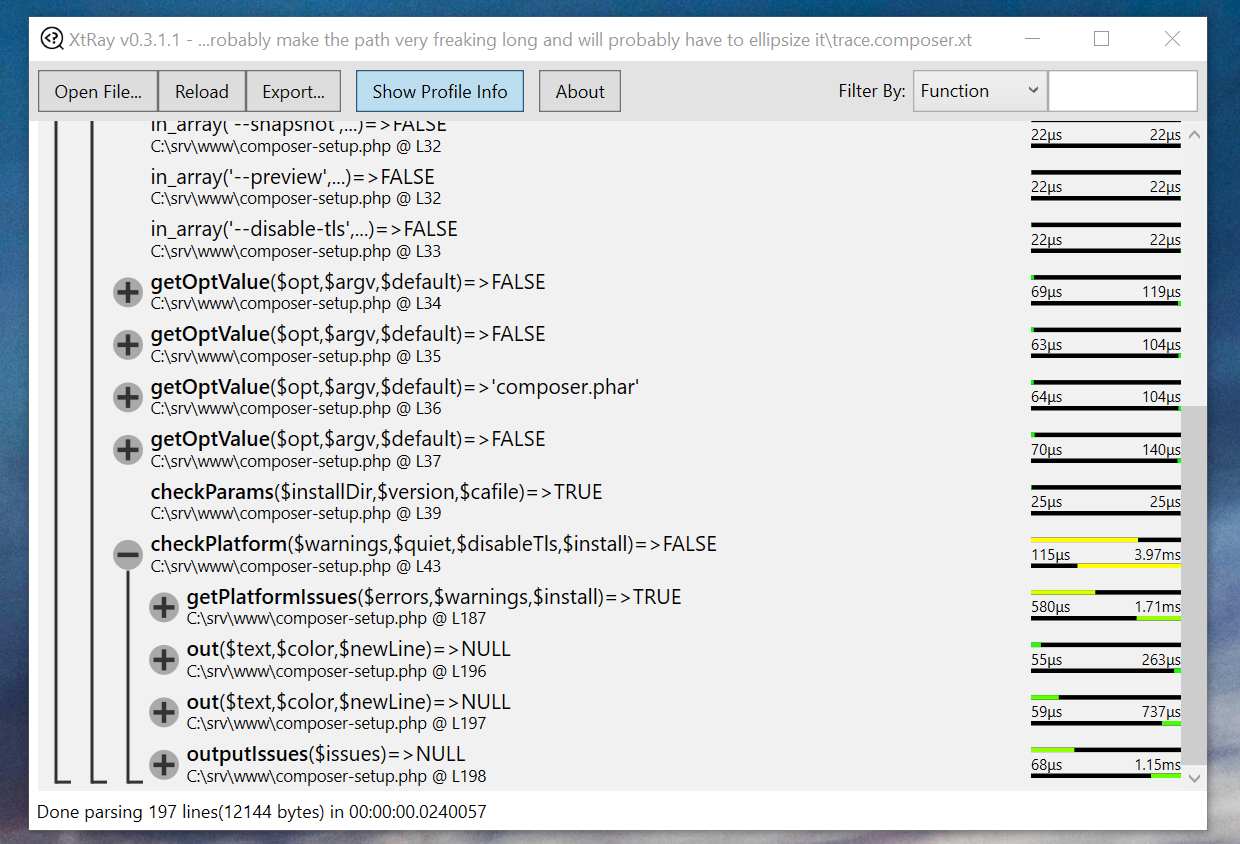 XtRay v0.3.1.1 - ...robably make the path very freaking long and will probably have to ellipsize it\trace.composer.xt
Open File... Reload Export... Show Profile Info About Filter By: Function
in_array('--snapshot',...)=>FALSE 22µs 22µs
C:\srv\www\composer-setup.php @ L32
in_array('--preview',...)=>FALSE 22µs 22µs
C:\srv\www\composer-setup.php @ L32
in_array('--disable-tls',...)=>FALSE 22µs 22µs
C:\srv\www\composer-setup.php @ L33
getOptValue($opt,$argv,$default)=>FALSE 69µs 119µs
C:\srv\www\composer-setup.php @ L34
getOptValue($opt,$argv,$default)=>FALSE 63µs 104µs
C:\srv\www\composer-setup.php @ L35
getOptValue($opt,$argv,$default)=>'composer.phar' 64µs 104µs
C:\srv\www\composer-setup.php @ L36
getOptValue($opt,$argv,$default)=>FALSE 70µs 140µs
C:\srv\www\composer-setup.php @ L37
checkParams($installDir,$version,$cafile)=>TRUE 25µs 25µs
C:\srv\www\composer-setup.php @ L39
checkPlatform($warnings,$quiet,$disableTls,$install)=>FALSE 115µs 3.97ms
C:\srv\www\composer-setup.php @ L43
getPlatformIssues($errors,$warnings,$install)=>TRUE 580µs 1.71ms
C:\srv\www\composer-setup.php @ L187
out($text,$color,$newLine)=>NULL 55µs 263µs
C:\srv\www\composer-setup.php @ L196
out($text,$color,$newLine)=>NULL 59µs 737µs
C:\srv\www\composer-setup.php @ L197
outputIssues($issues)=>NULL 68µs 1.15ms
C:\srv\www\composer-setup.php @ L198
Done parsing 197 lines(12144 bytes) in 00:00:00.0240057